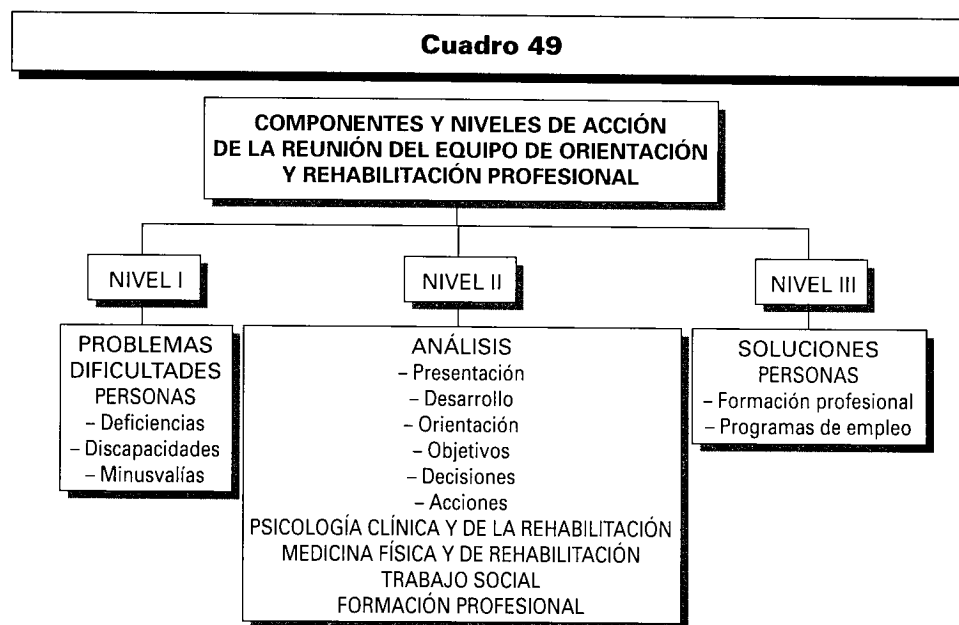 Cuadro 49
COMPONENTES Y NIVELES DE ACCIÓN
DE LA REUNIÓN DEL EQUIPO DE ORIENTACIÓN
Y REHABILITACIÓN PROFESIONAL
NIVEL I
PROBLEMAS
DIFICULTADES
PERSONAS
– Deficiencias
– Discapacidades
– Minusvalías
NIVEL II
ANÁLISIS
– Presentación
– Desarrollo
– Orientación
– Objetivos
– Decisiones
– Acciones
PSICOLOGÍA CLÍNICA Y DE LA REHABILITACIÓN
MEDICINA FÍSICA Y DE REHABILITACIÓN
TRABAJO SOCIAL
FORMACIÓN PROFESIONAL
NIVEL III
SOLUCIONES
PERSONAS
– Formación profesional
– Programas de empleo